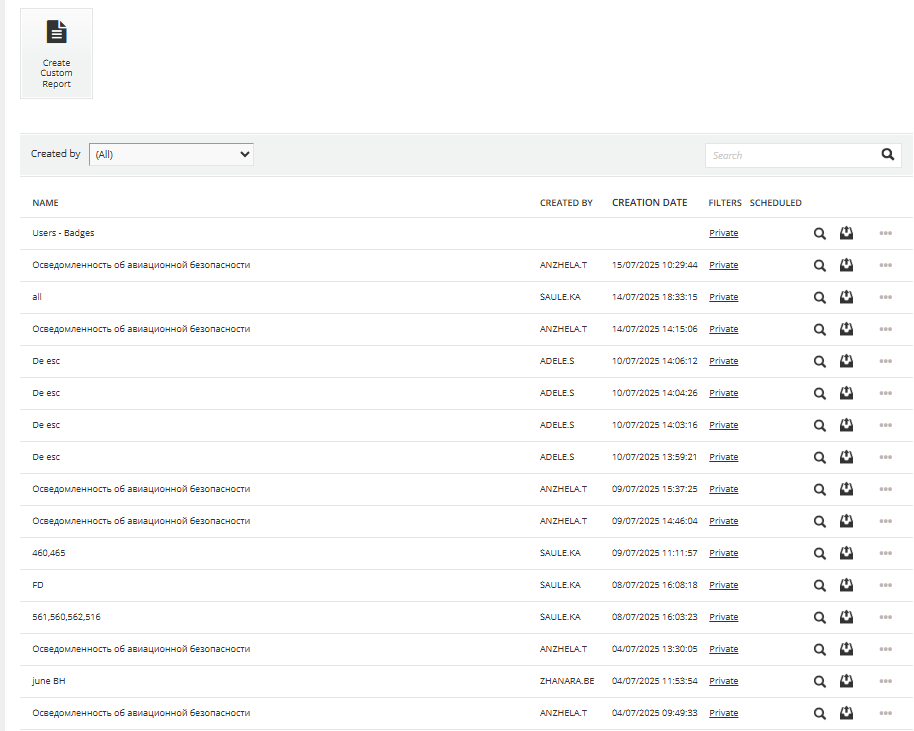 Create
Custom
Report
Created by (All) Search
NAME CREATED BY CREATION DATE FILTERS SCHEDULED
Users - Badges Private
Осведомленность об авиационной безопасности ANZHELA.T 15/07/2025 10:29:44 Private
all SAULE.KA 14/07/2025 18:33:15 Private
Осведомленность об авиационной безопасности ANZHELA.T 14/07/2025 14:15:06 Private
De esc ADELE.S 10/07/2025 14:06:12 Private
De esc ADELE.S 10/07/2025 14:04:26 Private
De esc ADELE.S 10/07/2025 14:03:16 Private
De esc ADELE.S 10/07/2025 13:59:21 Private
Осведомленность об авиационной безопасности ANZHELA.T 09/07/2025 15:37:25 Private
Осведомленность об авиационной безопасности ANZHELA.T 09/07/2025 14:46:04 Private
460,465 SAULE.KA 09/07/2025 11:11:57 Private
FD SAULE.KA 08/07/2025 16:08:18 Private
561,560,562,516 SAULE.KA 08/07/2025 16:03:23 Private
Осведомленность об авиационной безопасности ANZHELA.T 04/07/2025 13:30:05 Private
june BH ZHANARA.BE 04/07/2025 11:53:54 Private
Осведомленность об авиационной безопасности ANZHELA.T 04/07/2025 09:49:33 Private